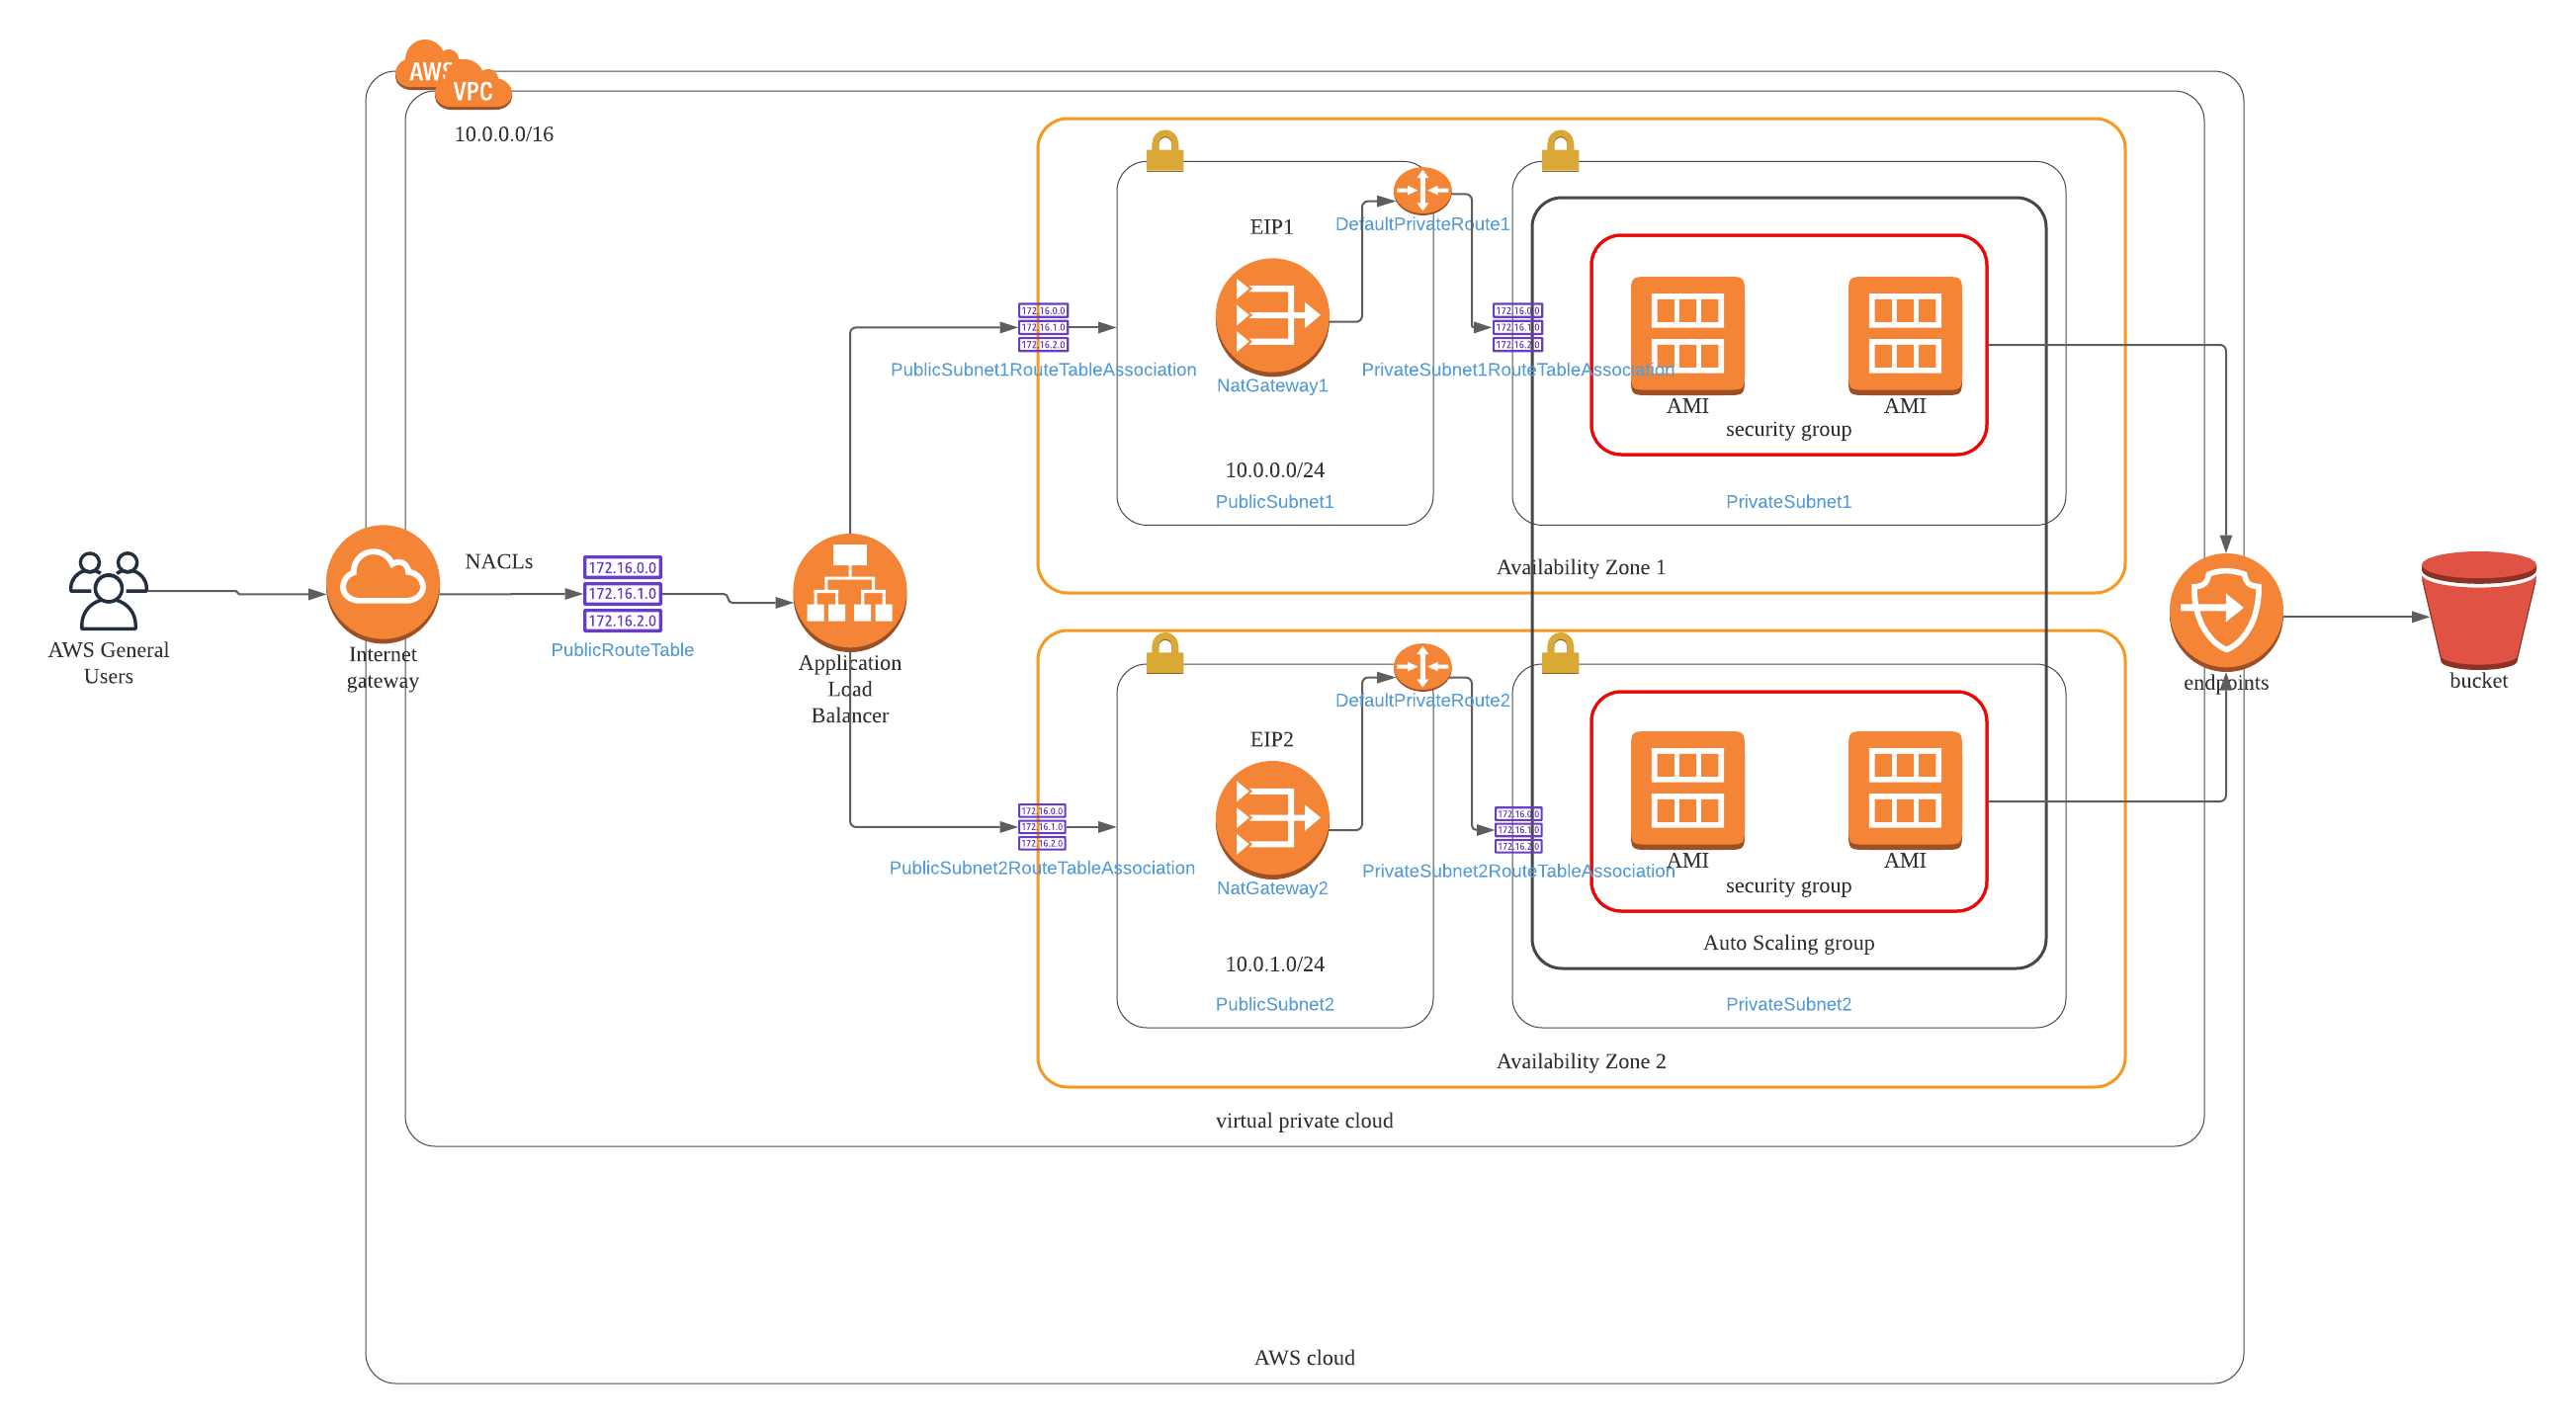 AWS
VPC
10.0.0.0/16
EIP1
DefaultPrivateRoute1
172.16.0.0
172.16.1.0
172.16.2.0
PublicSubnet1RouteTableAssociation
NatGateway1
172.16.0.0
172.16.1.0
172.16.2.0
PrivateSubnet1RouteTableAssociation
AMI
AMI
security group
10.0.0.0/24
PublicSubnet1
PrivateSubnet1
Availability Zone 1
AWS General
Users
Internet
gateway
NACLs
172.16.0.0
172.16.1.0
172.16.2.0
PublicRouteTable
Application
Load
Balancer
endpoints
bucket
DefaultPrivateRoute2
EIP2
172.16.0.0
172.16.1.0
172.16.2.0
PublicSubnet2RouteTableAssociation
NatGateway2
172.16.0.0
172.16.1.0
172.16.2.0
PrivateSubnet2RouteTableAssociation
AMI
AMI
security group
Auto Scaling group
10.0.1.0/24
PublicSubnet2
PrivateSubnet2
Availability Zone 2
virtual private cloud
AWS cloud